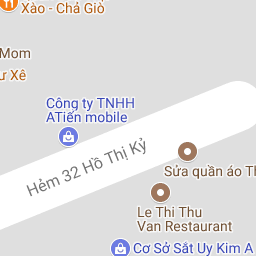 Xào - Chả Giò
Mom
ư Xê
Công ty TNHH
ATiến mobile
Hẻm 32 Hồ Thị Kỷ
Sửa quần áo Th
Le Thi Thu
Van Restaurant
Cơ Sở Sắt Uy Kim A